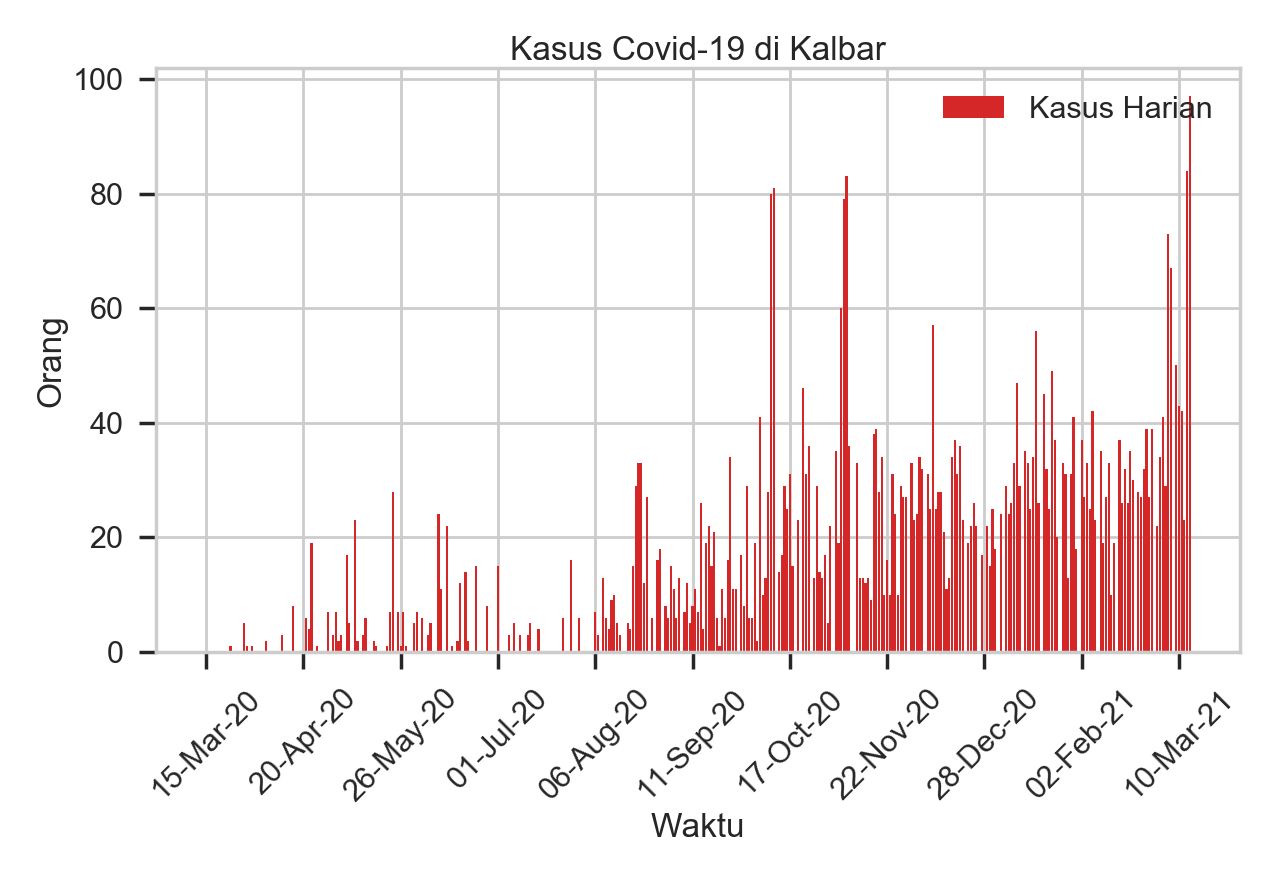 Kasus Covid-19 di Kalbar
Kasus Harian
Orang
100
80
60
40
20
0
15-Mar-20
20-Apr-20
26-May-20
01-Jul-20
06-Aug-20
11-Sep-20
17-Oct-20
22-Nov-20
28-Dec-20
02-Feb-21
10-Mar-21
Waktu